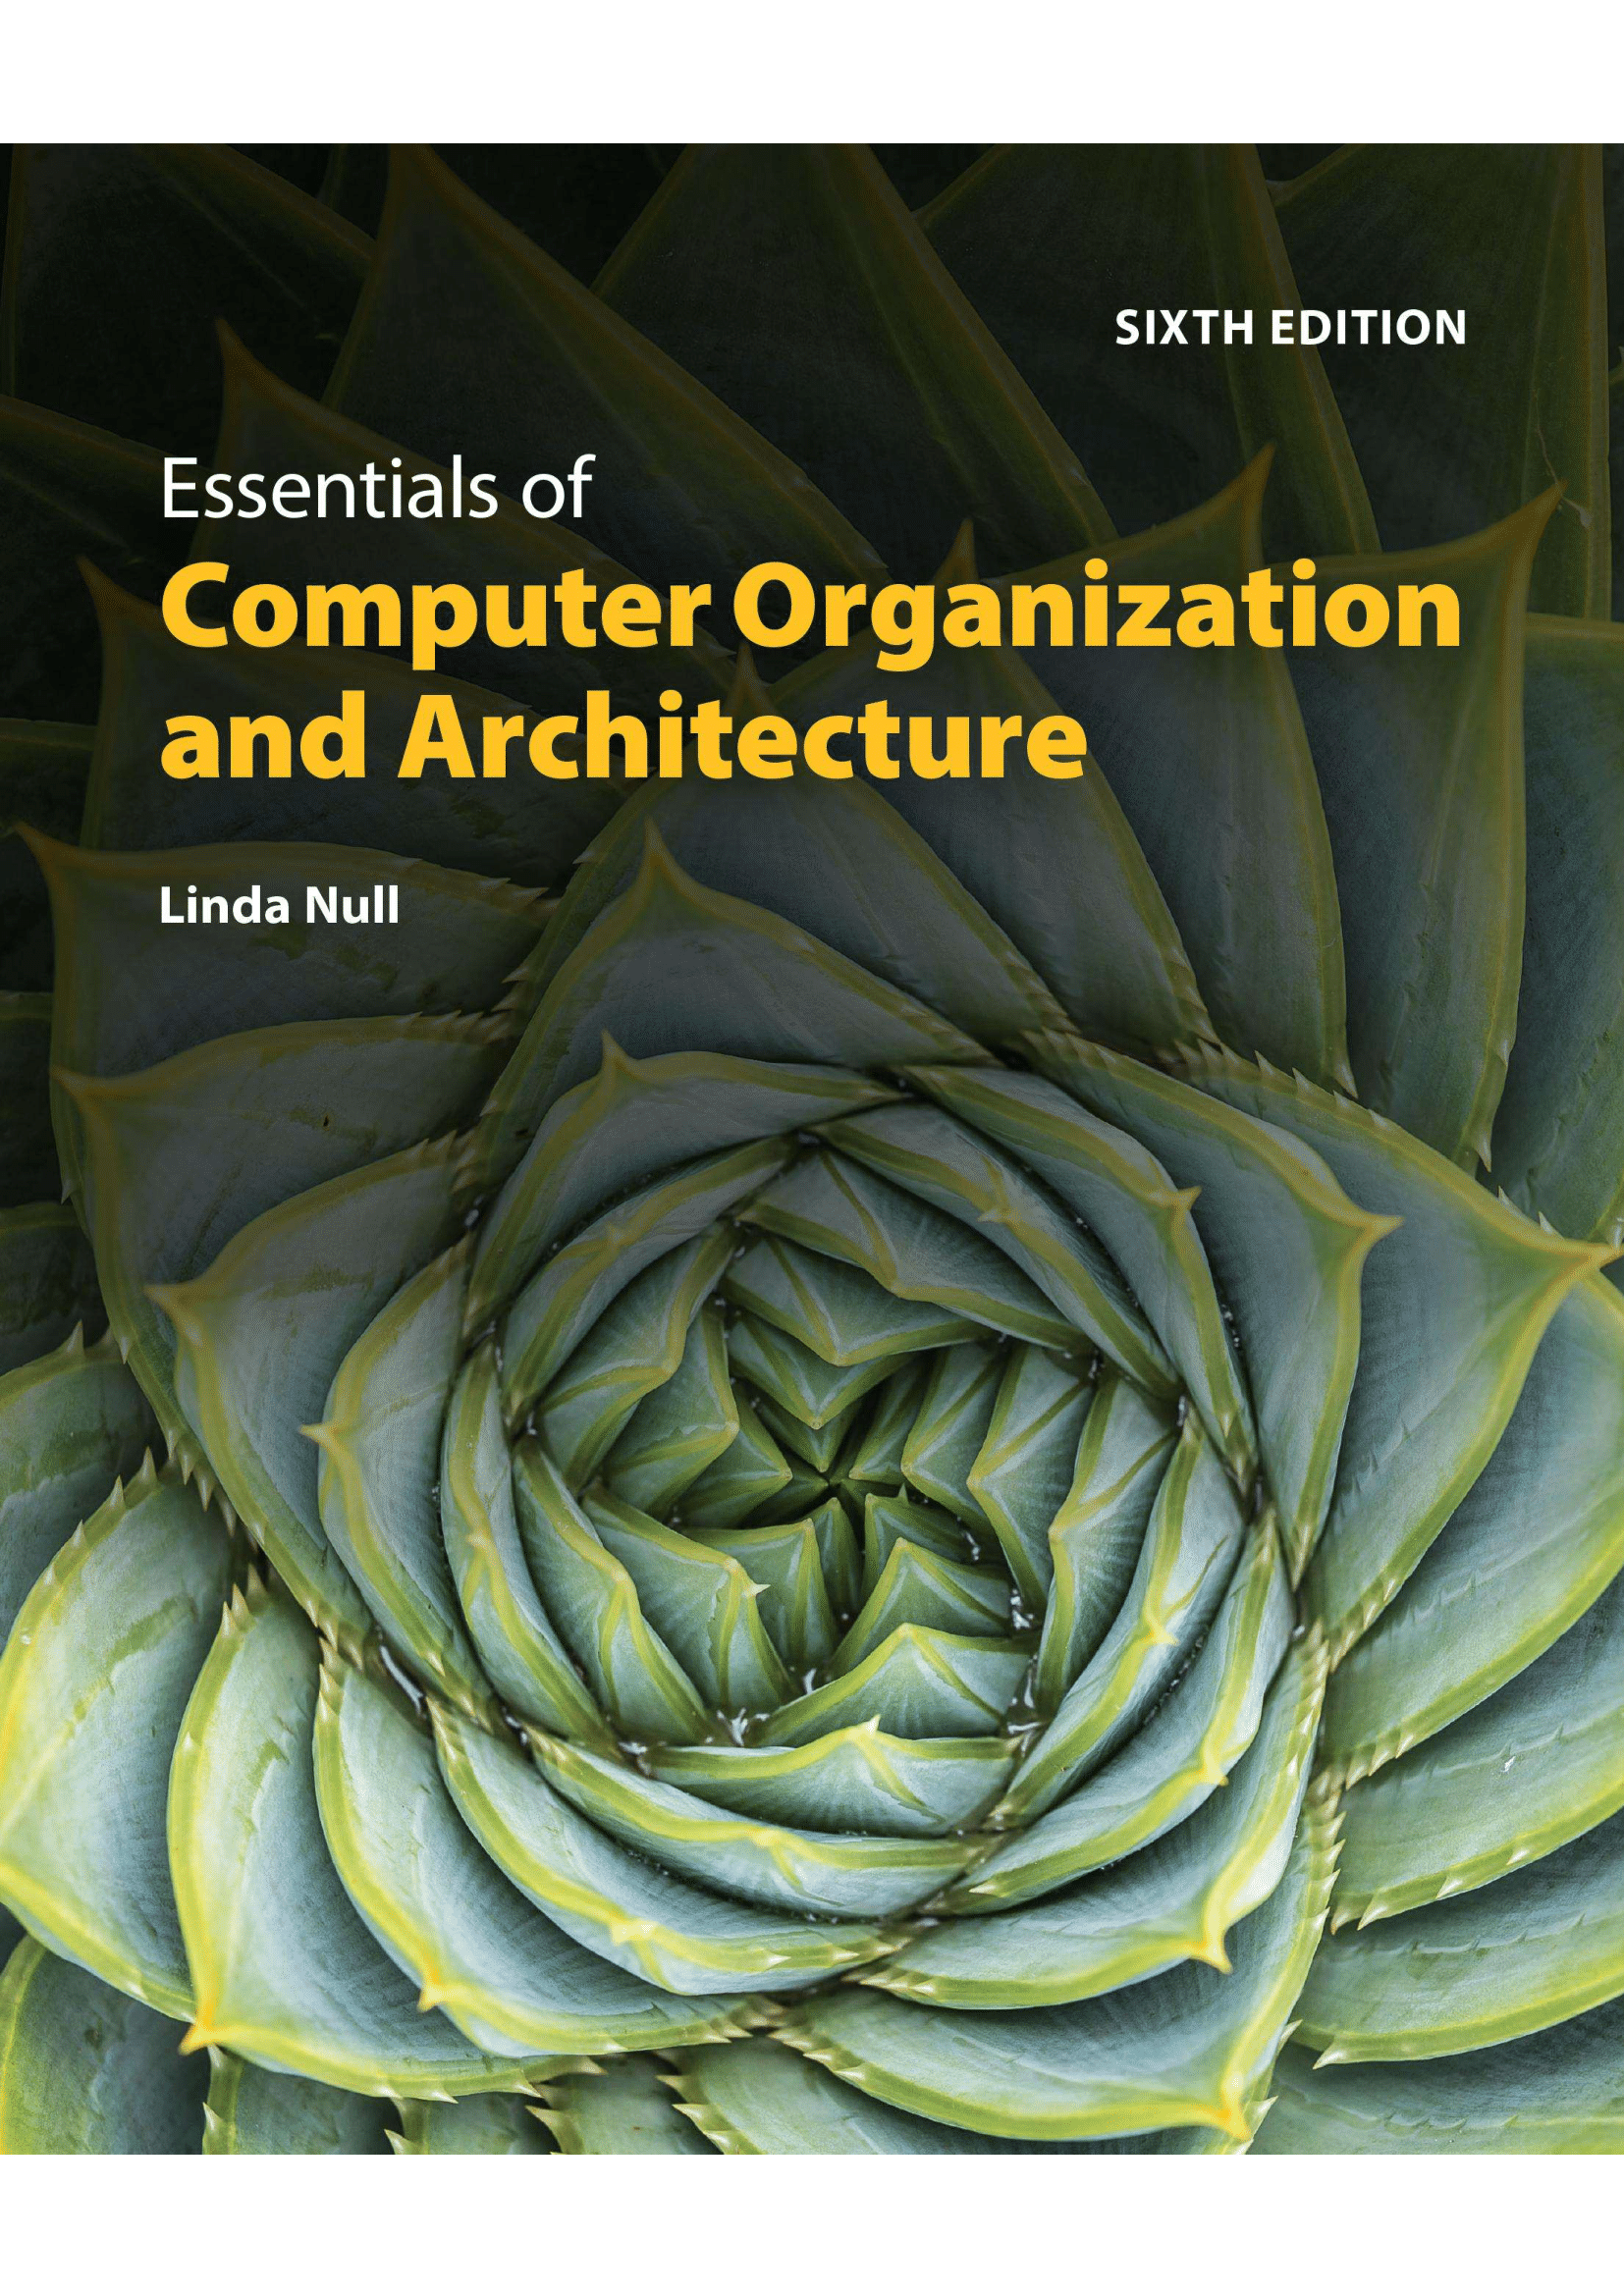 SIXTH EDITION
Essentials of
Computer Organization
and Architecture
Linda Null